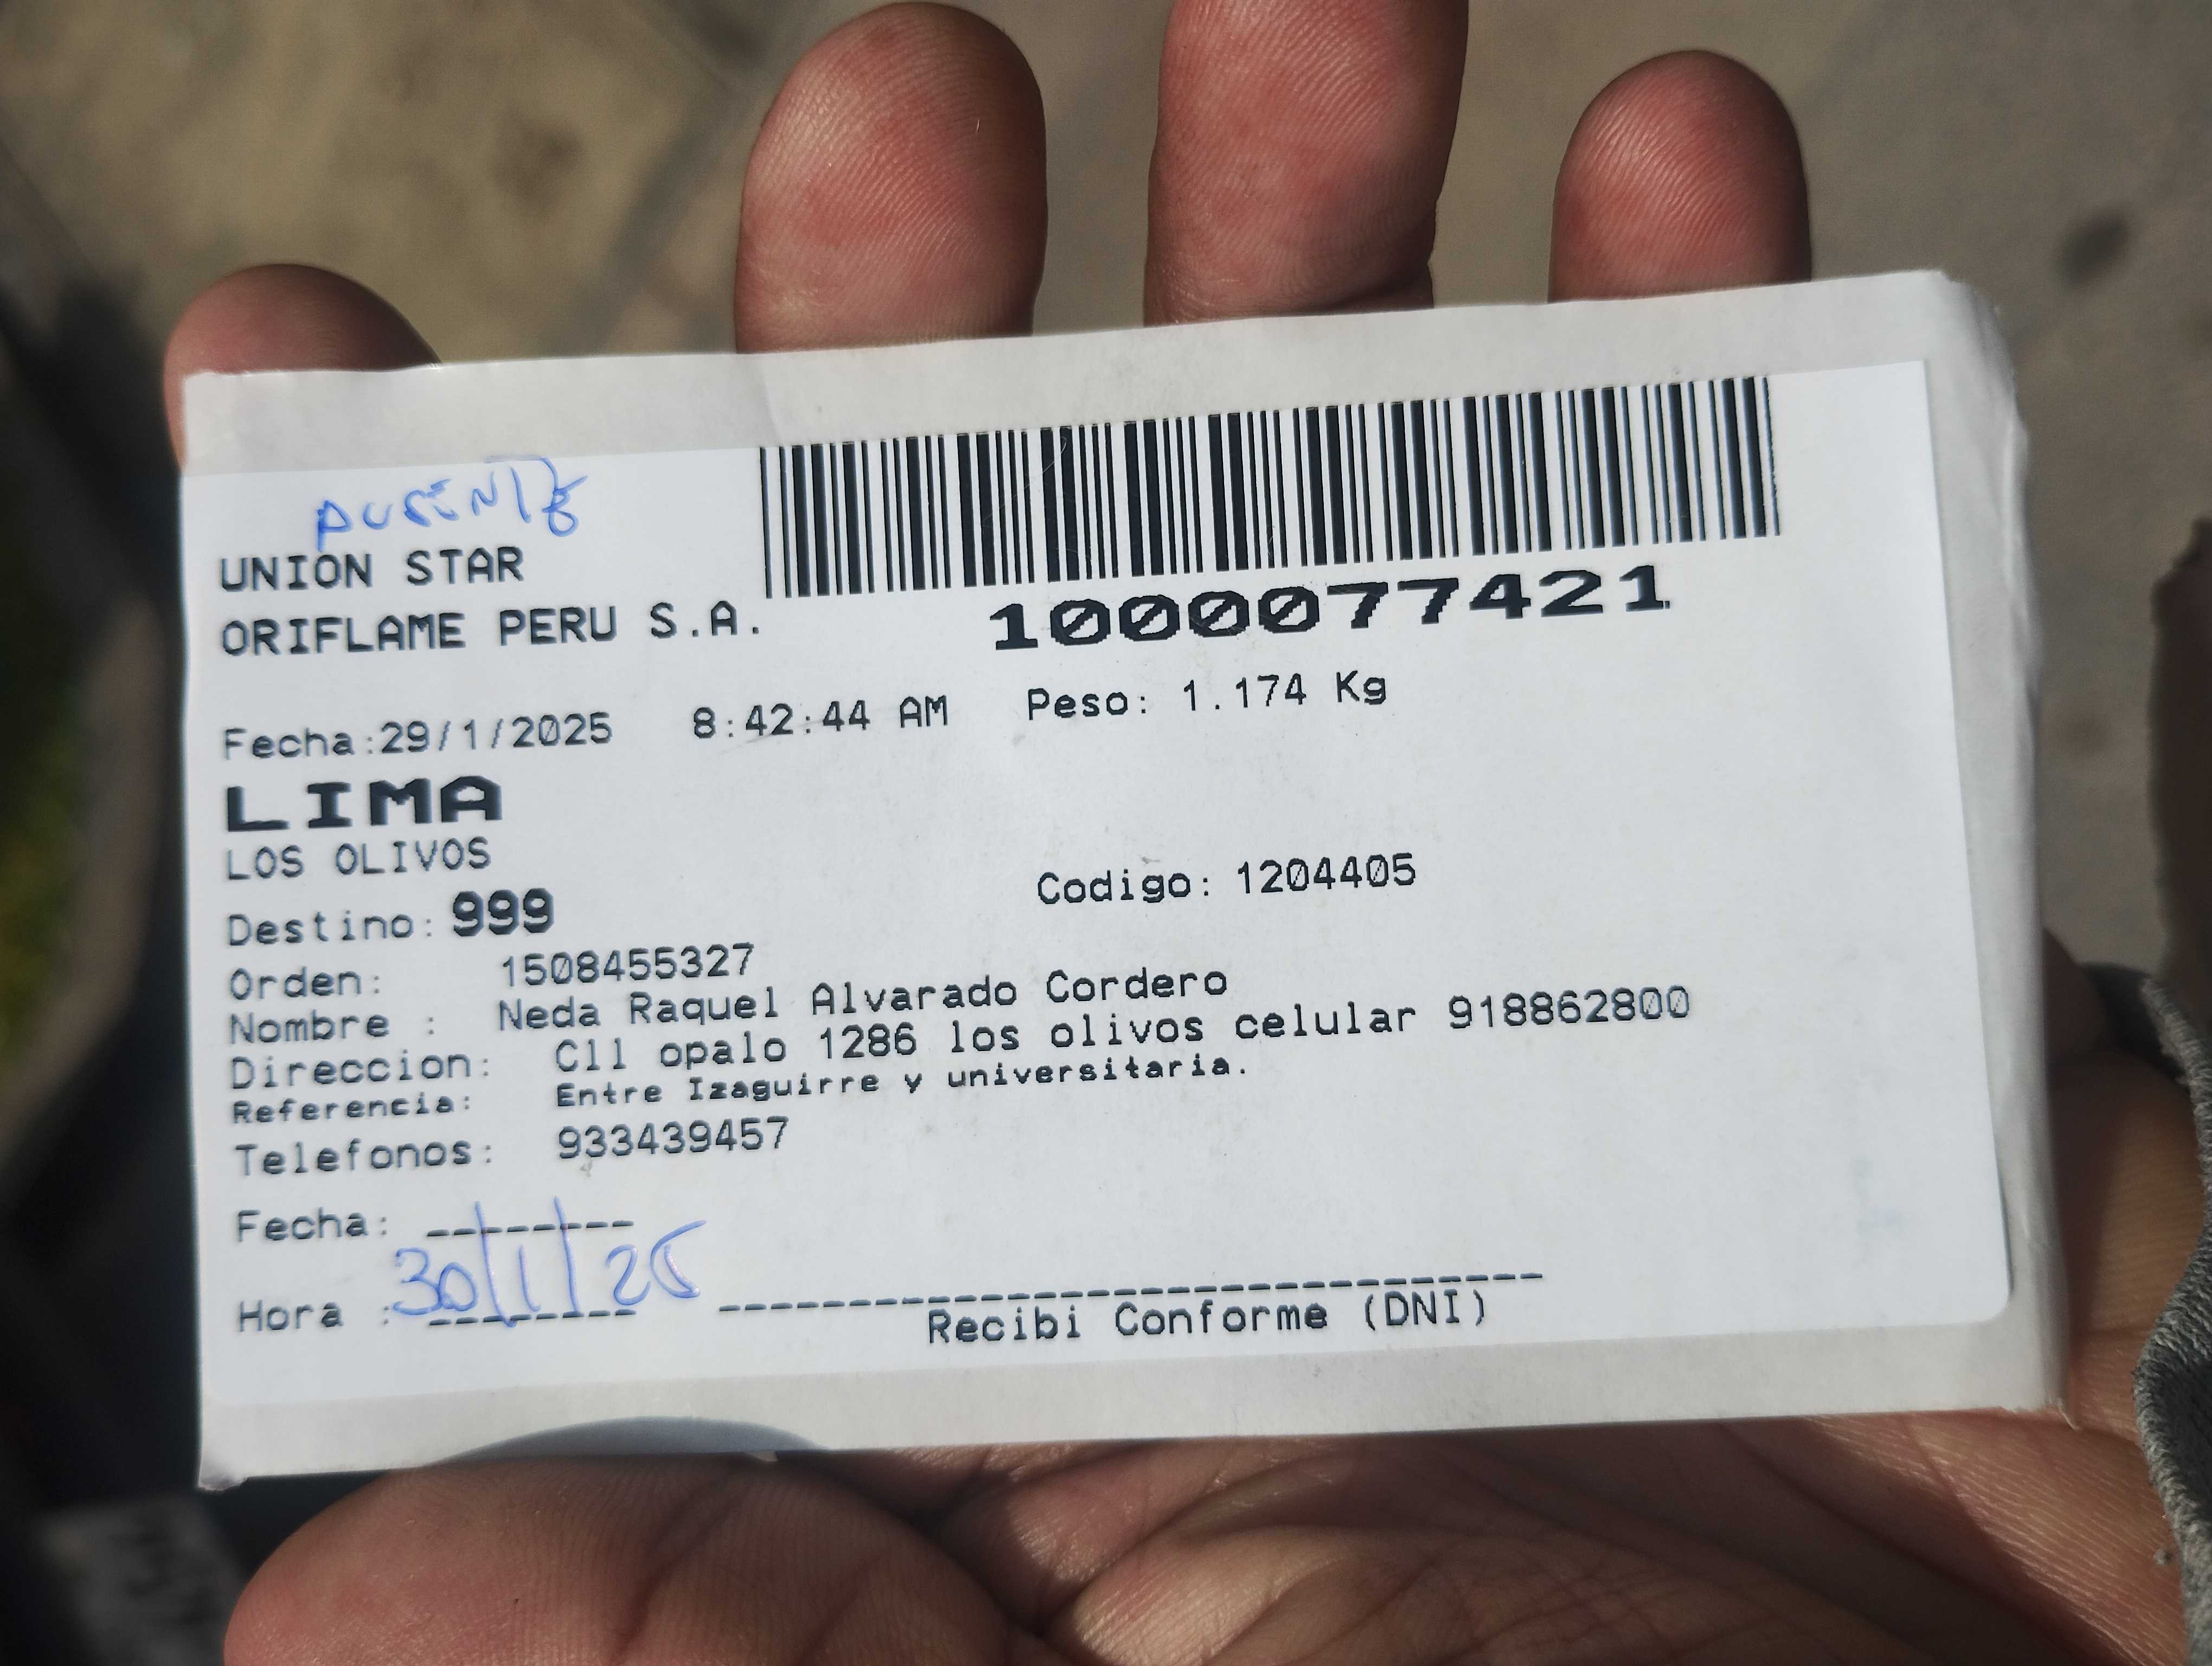 AUSENTE
UNION STAR
ORIFLAME PERU S.A.
1000077421
Fecha:29/1/2025 8:42:44 AM Peso: 1.174 Kg
LIMA
LOS OLIVOS
Destino: 999 Codigo: 1204405
Orden: 1508455327
Nombre : Neda Raquel Alvarado Cordero
Direccion: Cll opalo 1286 los olivos celular 918862800
Referencia: Entre Izaguirre y universitaria.
Telefonos: 933439457
Fecha: 30/1/25
Hora :
Recibi Conforme (DNI)